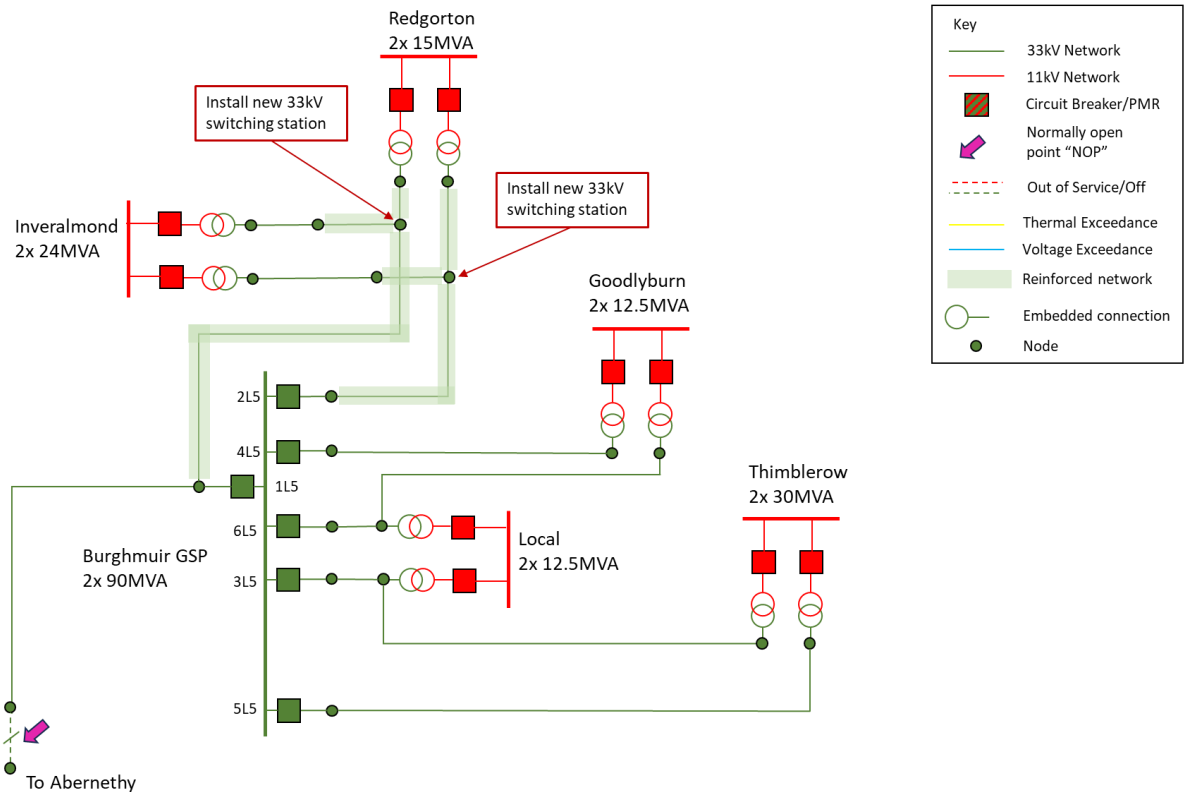 Redgorton
2x 15MVA
Install new 33kV
switching station
Install new 33kV
switching station
Inveralmond
2x 24MVA
Goodlyburn
2x 12.5MVA
2L5
4L5
1L5
6L5
3L5
5L5
Burghmuir GSP
2x 90MVA
Local
2x 12.5MVA
Thimblerow
2x 30MVA
To Abernethy
Key
33kV Network
11kV Network
Circuit Breaker/PMR
Normally open
point “NOP”
Out of Service/Off
Thermal Exceedance
Voltage Exceedance
Reinforced network
Embedded connection
Node